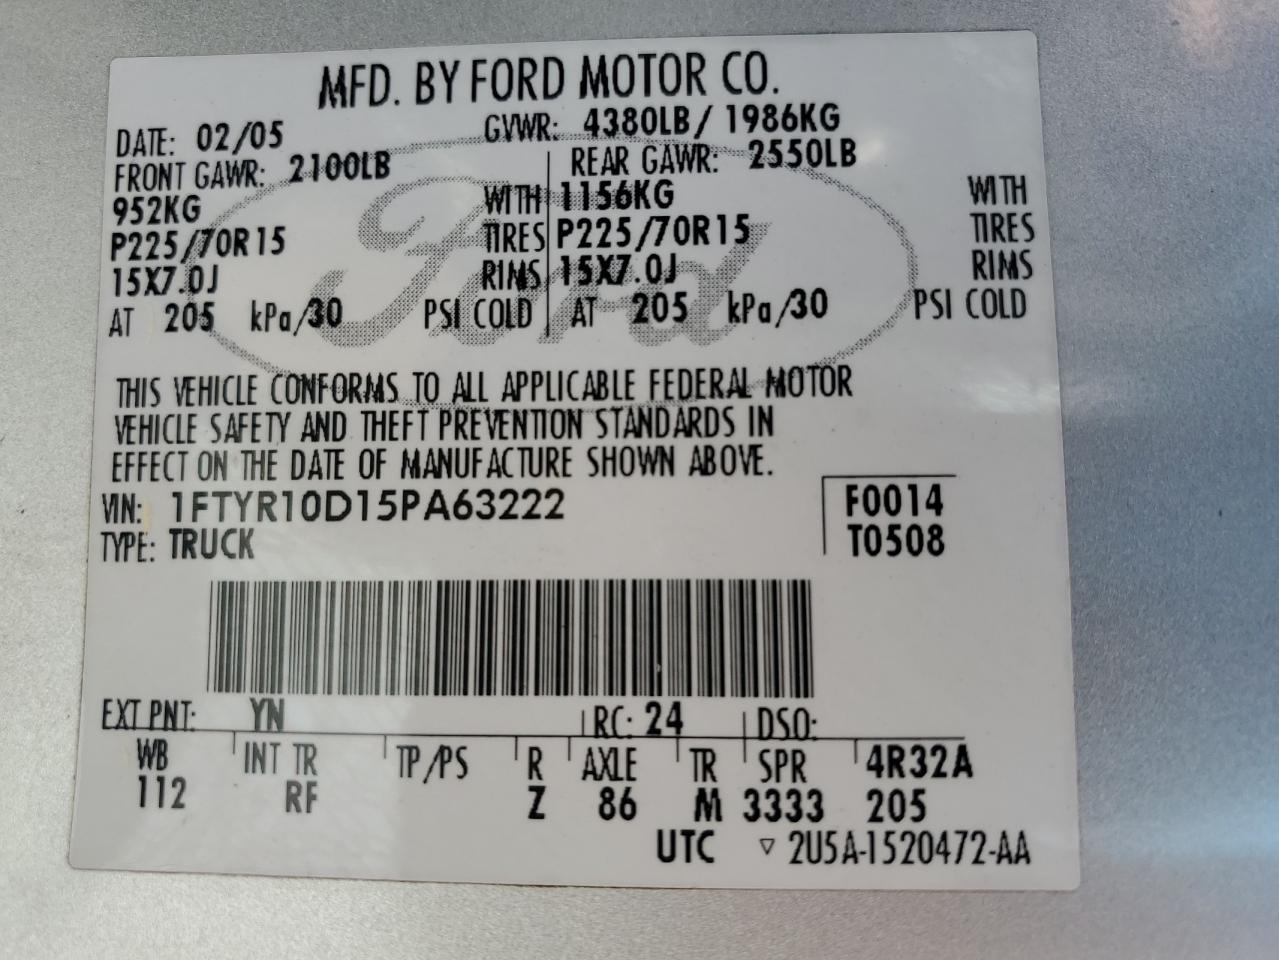 MFD. BY FORD MOTOR CO.
DATE: 02/05 GVWR: 4380LB/ 1986KG
FRONT GAWR: 2100LB REAR GAWR: 2550LB
952KG WITH 1156KG WITH
P225/70R15 TIRES P225/70R15 TIRES
15X7.0J RIMS 15X7.0J RIMS
AT 205 kPa/30 PSI COLD AT 205 kPa/30 PSI COLD
Ford
THIS VEHICLE CONFORMS TO ALL APPLICABLE FEDERAL MOTOR
VEHICLE SAFETY AND THEFT PREVENTION STANDARDS IN
EFFECT ON THE DATE OF MANUFACTURE SHOWN ABOVE.
VIN: 1FTYR10D15PA63222 F0014
TYPE: TRUCK T0508
EXT PNT: YN RC: 24 DSO:
WB INT TR TP/PS R AXLE TR SPR 4R32A
112 RF Z 86 M 3333 205
UTC ▽ 2U5A-1520472-AA